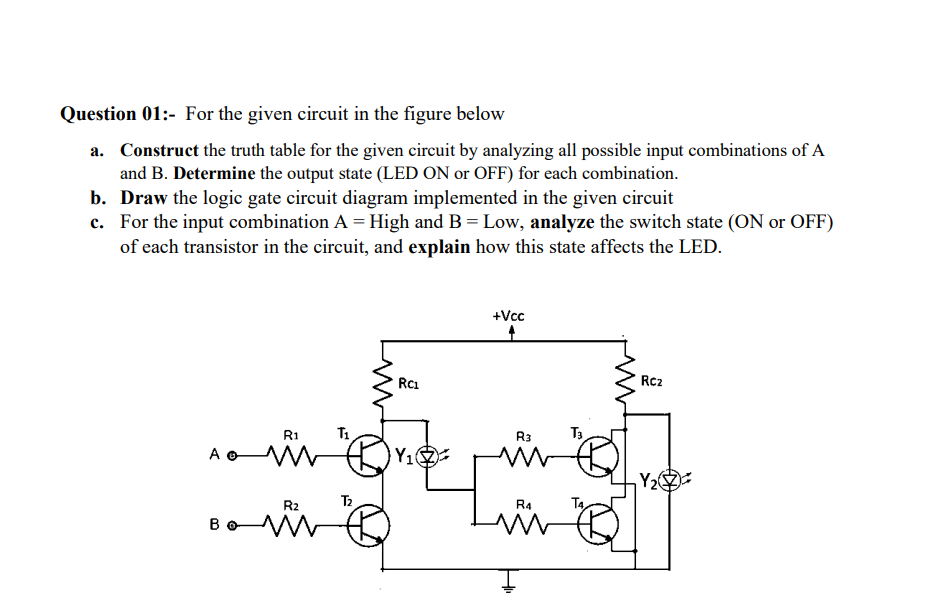 Question 01:- For the given circuit in the figure below
a. Construct the truth table for the given circuit by analyzing all possible input combinations of A
and B. Determine the output state (LED ON or OFF) for each combination.
b. Draw the logic gate circuit diagram implemented in the given circuit
c. For the input combination A = High and B = Low, analyze the switch state (ON or OFF)
of each transistor in the circuit, and explain how this state affects the LED.
+Vcc
RC1
RC2
R1
T1
R3
T3
A
Y1
Y2
R2
T2
R4
T4
B